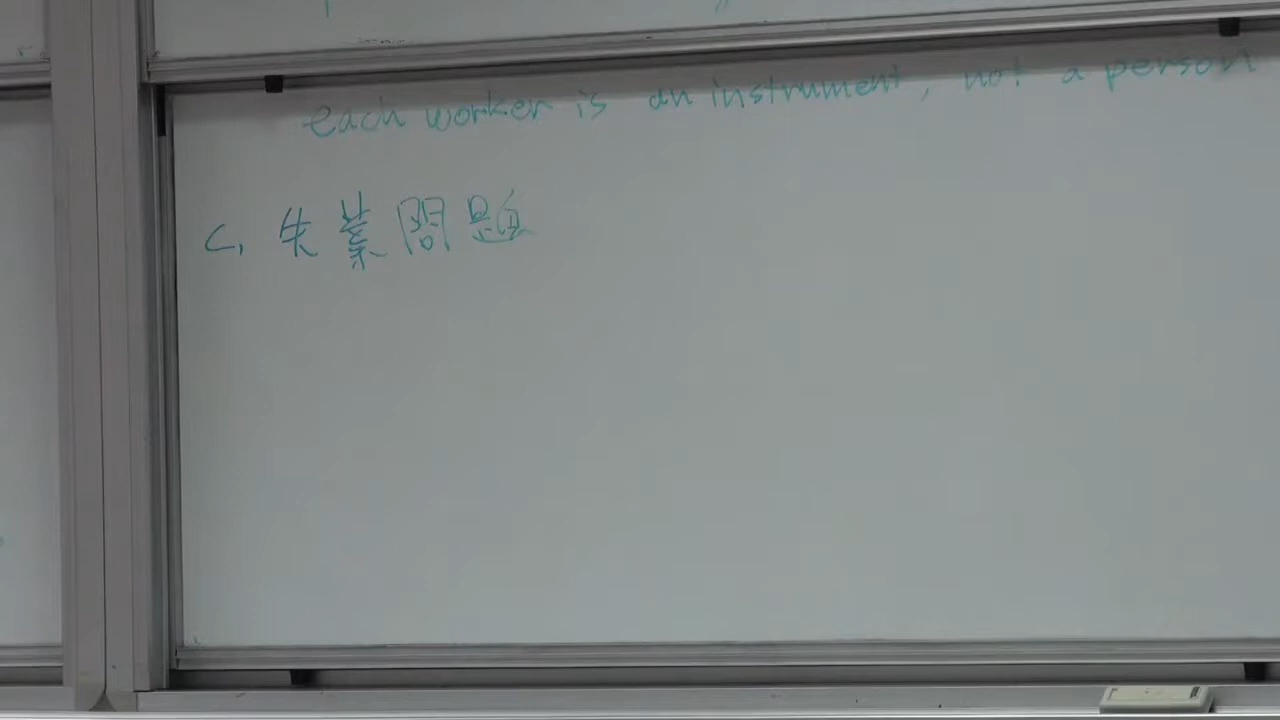 each worker is an instrument, not a person
C. 失業問題